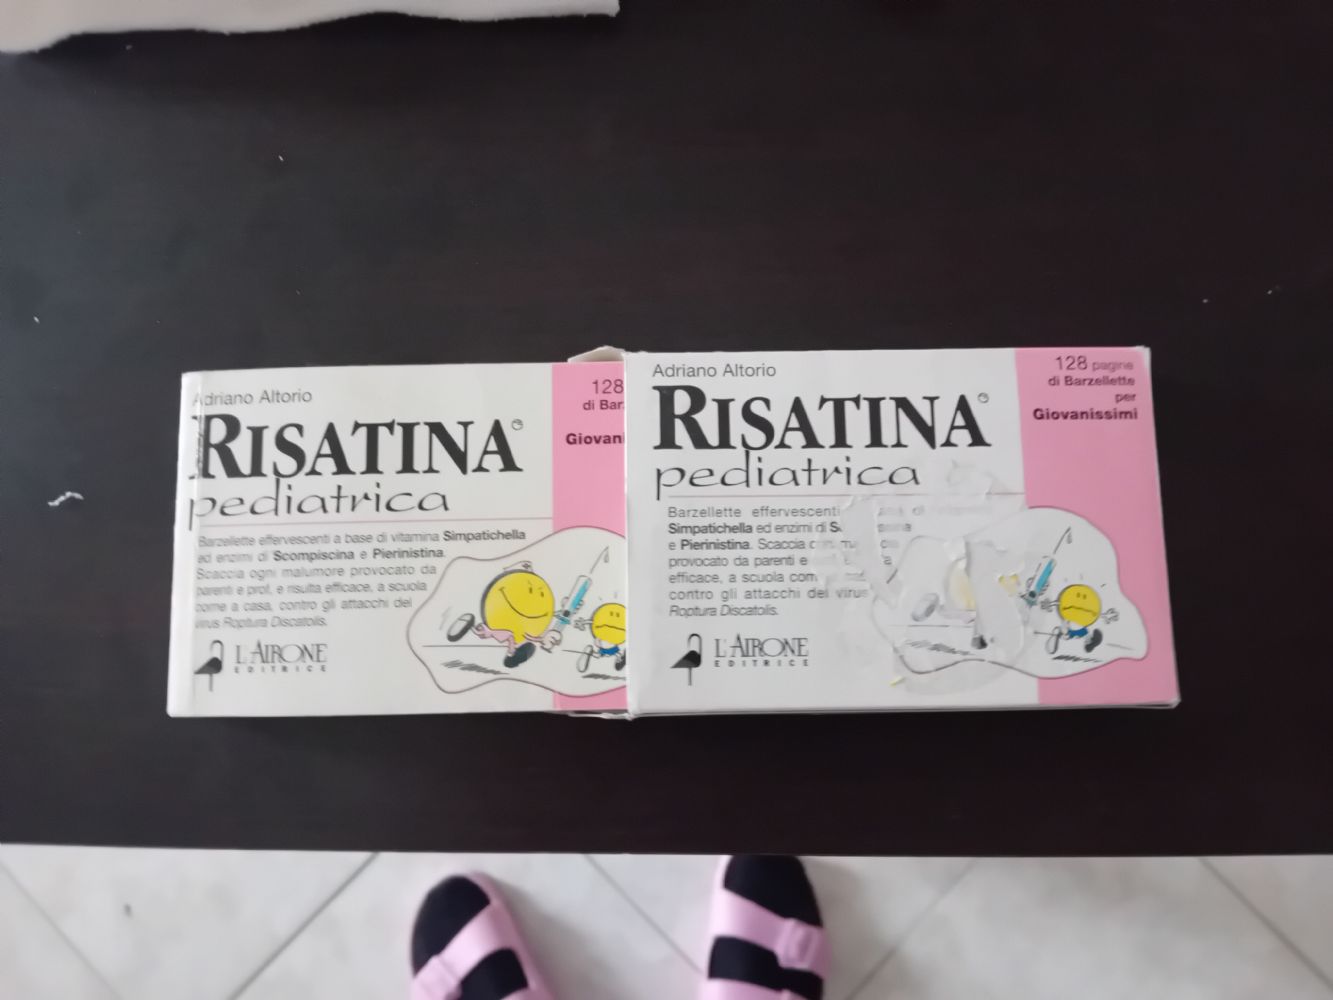 Adriano Altorio
RISATINA
pediatrica
Barzellette effervescenti a base di vitamina Simpatichella
ed enzimi di Scompiscina e Pierinistina.
Scaccia ogni malumore provocato da
parenti e prof, e risulta efficace, a scuola
come a casa, contro gli attacchi del
virus Roptura Discatolis.
L'AIRONE
EDITRICE
128
di Bar
Giovani
Adriano Altorio
RISATINA
pediatrica
128 pagine
di Barzellette
per
Giovanissimi
Barzellette effervescenti di
Simpatichella ed enzimi di
e Pierinistina. Scaccia
provocato da parenti e
efficace, a scuola com
contro gli attacchi del virus
Roptura Discatolis.
L'AIRONE
EDITRICE